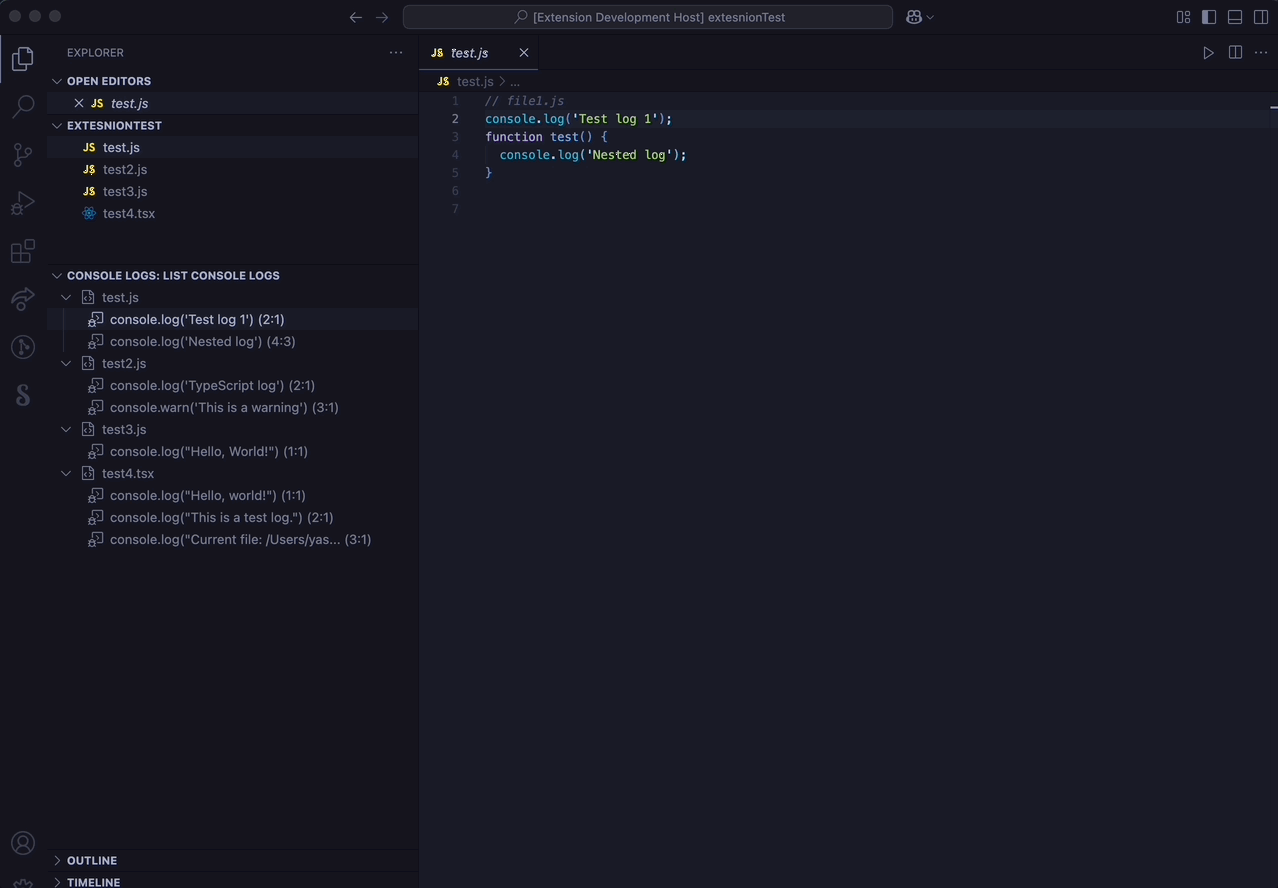 [Extension Development Host] extesnionTest
EXPLORER
OPEN EDITORS
JS test.js
EXTESNIONTEST
JS test.js
JS test2.js
JS test3.js
test4.tsx
CONSOLE LOGS: LIST CONSOLE LOGS
test.js
console.log('Test log 1') (2:1)
console.log('Nested log') (4:3)
test2.js
console.log('TypeScript log') (2:1)
console.warn('This is a warning') (3:1)
test3.js
console.log("Hello, World!") (1:1)
test4.tsx
console.log("Hello, world!") (1:1)
console.log("This is a test log.") (2:1)
console.log("Current file: /Users/yas... (3:1)
OUTLINE
TIMELINE
JS test.js
JS test.js > ...
1 // file1.js
2 console.log('Test log 1');
3 function test() {
4 console.log('Nested log');
5 }
6
7